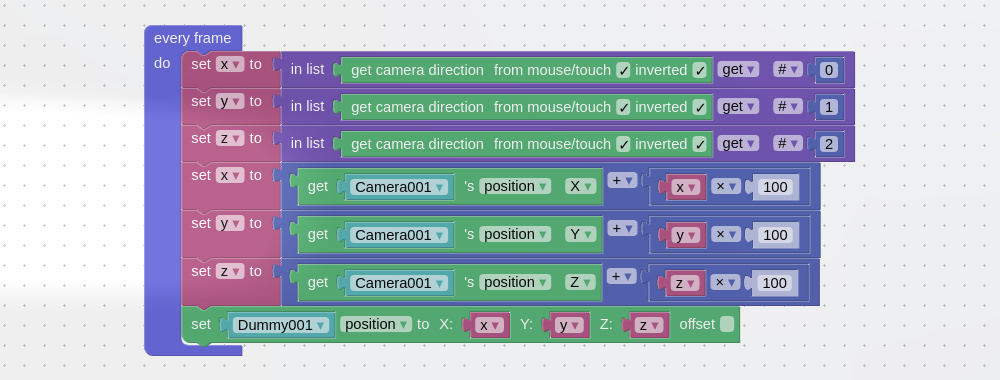 every frame
do
set x ▾ to in list get camera direction from mouse/touch ✓ inverted ✓ get ▾ # ▾ 0
set y ▾ to in list get camera direction from mouse/touch ✓ inverted ✓ get ▾ # ▾ 1
set z ▾ to in list get camera direction from mouse/touch ✓ inverted ✓ get ▾ # ▾ 2
set x ▾ to get Camera001 ▾ 's position ▾ X ▾ + ▾ x ▾ × ▾ 100
set y ▾ to get Camera001 ▾ 's position ▾ Y ▾ + ▾ y ▾ × ▾ 100
set z ▾ to get Camera001 ▾ 's position ▾ Z ▾ + ▾ z ▾ × ▾ 100
set Dummy001 ▾ position ▾ to X: x ▾ Y: y ▾ Z: z ▾ offset